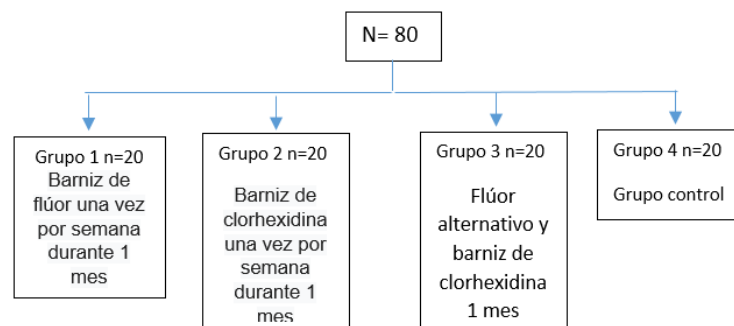 N= 80
Grupo 1 n=20
Barniz de
flúor una vez
por semana
durante 1
mes
Grupo 2 n=20
Barniz de
clorhexidina
una vez por
semana
durante 1
mes
Grupo 3 n=20
Flúor
alternativo y
barniz de
clorhexidina
1 mes
Grupo 4 n=20
Grupo control